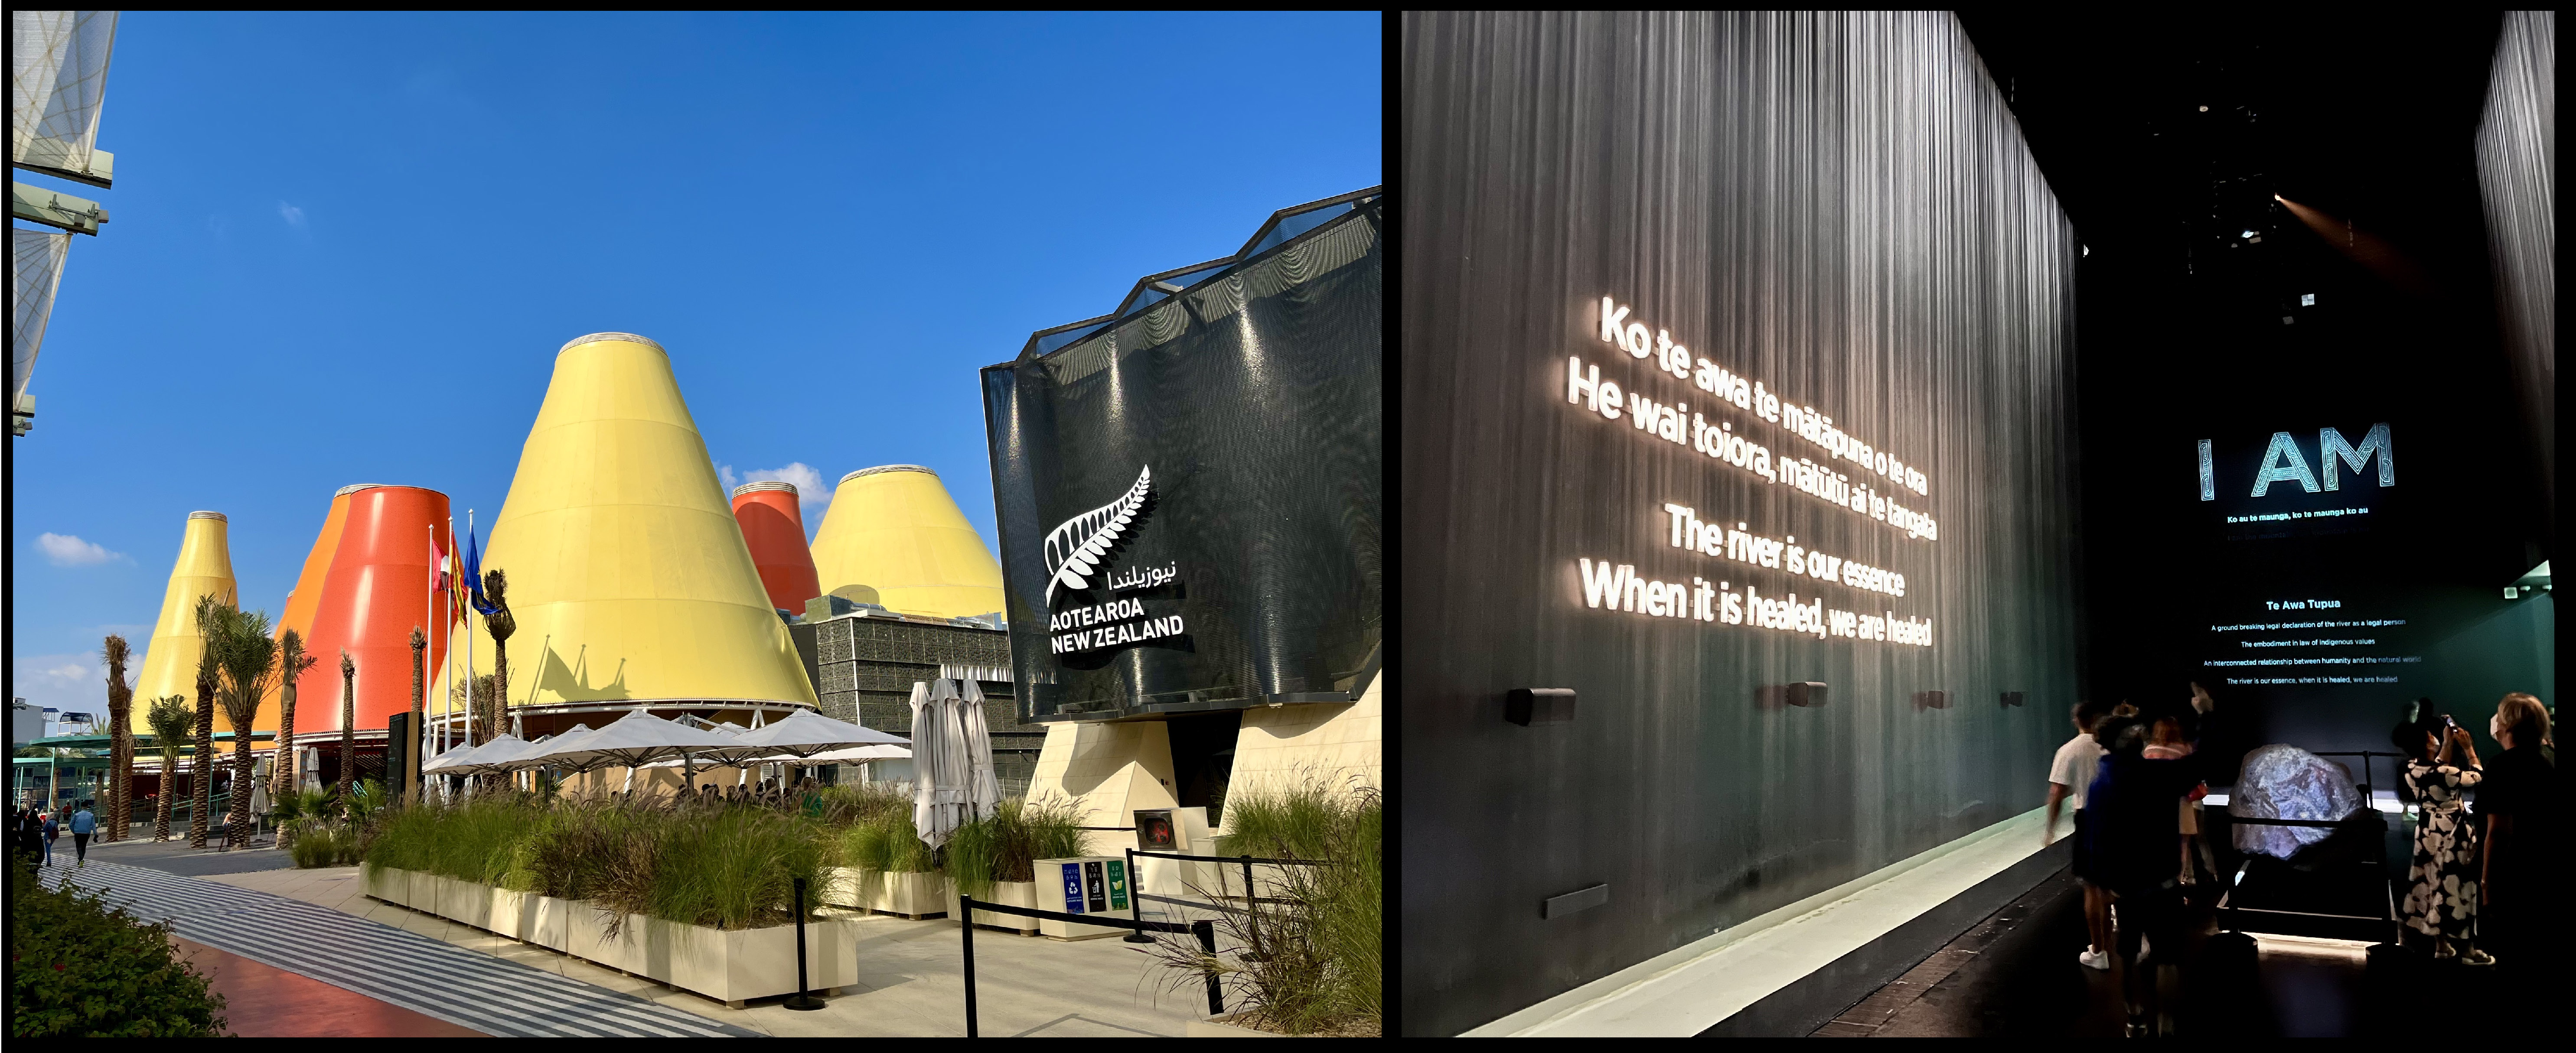 نيوزيلندا
AOTEAROA
NEW ZEALAND
Ko te awa te mātāpuna o te ora
He wai toiora, mātūtū ai te tangata
The river is our essence
When it is healed, we are healed
I AM
Ko au te maunga, ko te maunga ko au
Te Awa Tupua
A ground breaking legal declaration of the river as a legal person
The embodiment in law of indigenous values
An interconnected relationship between humanity and the natural world
The river is our essence, when it is healed, we are healed